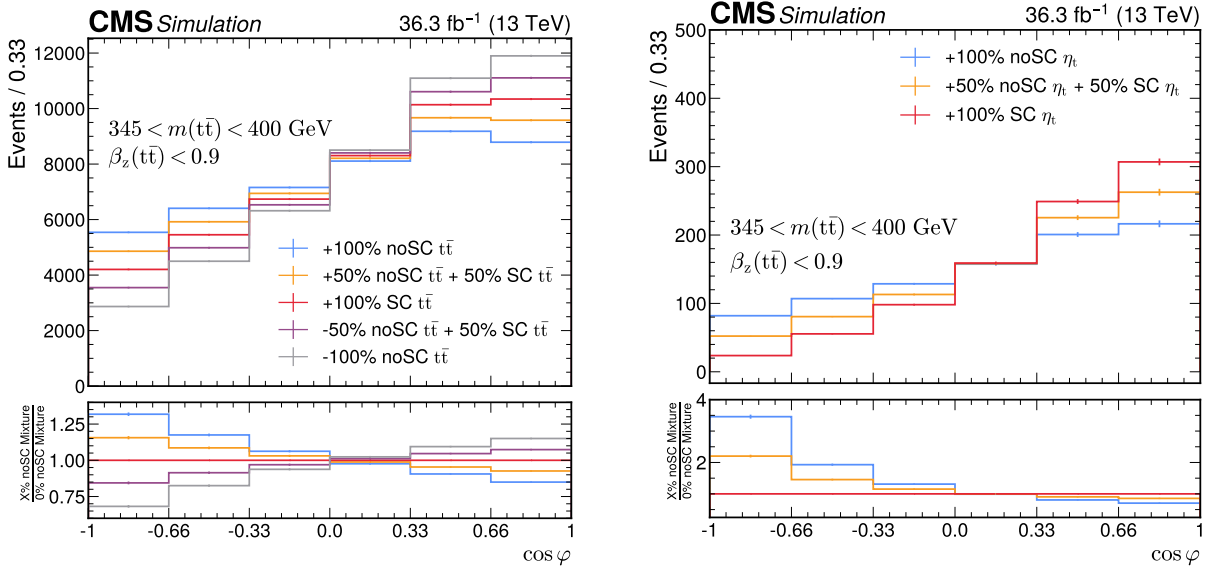 CMS Simulation 36.3 fb⁻¹ (13 TeV)
Events / 0.33
12000
10000
8000
6000
4000
2000
0
345 < m(tt̄) < 400 GeV
β_z(tt̄) < 0.9
+100% noSC tt̄
+50% noSC tt̄ + 50% SC tt̄
+100% SC tt̄
-50% noSC tt̄ + 50% SC tt̄
-100% noSC tt̄
X% noSC Mixture
0% noSC Mixture
1.25
1.00
0.75
-1 -0.66 -0.33 0.0 0.33 0.66 1
cos φ
CMS Simulation 36.3 fb⁻¹ (13 TeV)
Events / 0.33
500
400
300
200
100
0
+100% noSC η_t
+50% noSC η_t + 50% SC η_t
+100% SC η_t
345 < m(tt̄) < 400 GeV
β_z(tt̄) < 0.9
X% noSC Mixture
0% noSC Mixture
4
2
-1 -0.66 -0.33 0.0 0.33 0.66 1
cos φ